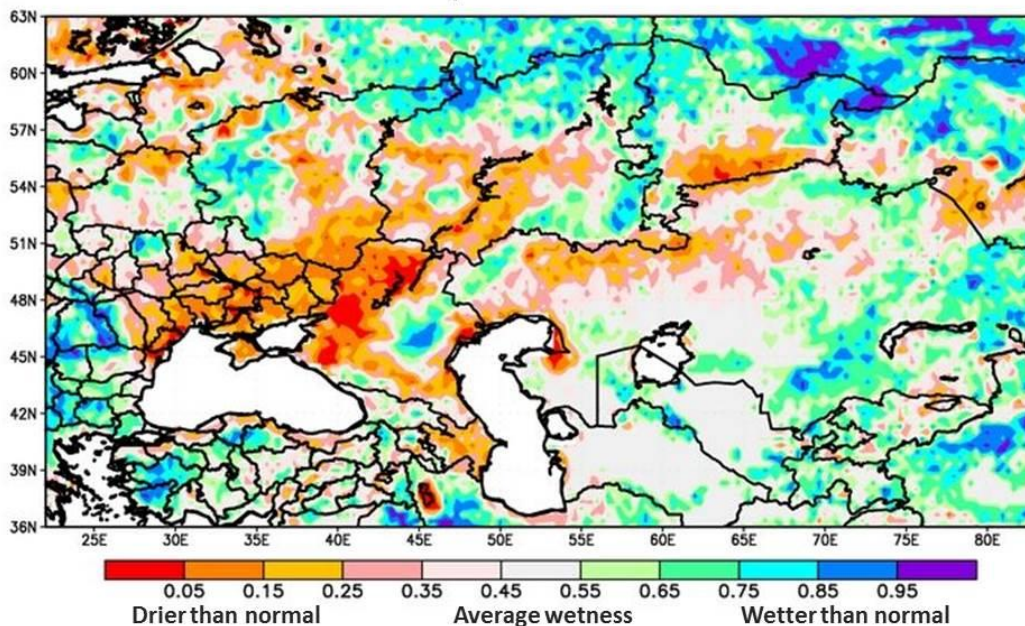 63N
60N
57N
54N
51N
48N
45N
42N
39N
36N
25E 30E 35E 40E 45E 50E 55E 60E 65E 70E 75E 80E
0.05 0.15 0.25 0.35 0.45 0.55 0.65 0.75 0.85 0.95
Drier than normal Average wetness Wetter than normal